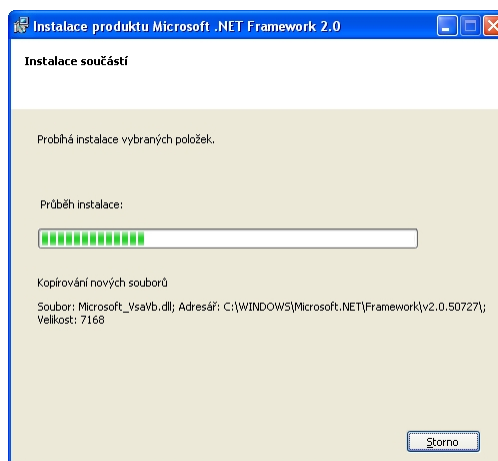 Instalace produktu Microsoft .NET Framework 2.0
Instalace součástí
Probíhá instalace vybraných položek.
Průběh instalace:
Kopírování nových souborů
Soubor: Microsoft_VsaVb.dll; Adresář: C:\WINDOWS\Microsoft.NET\Framework\v2.0.50727\;
Velikost: 7168
Storno